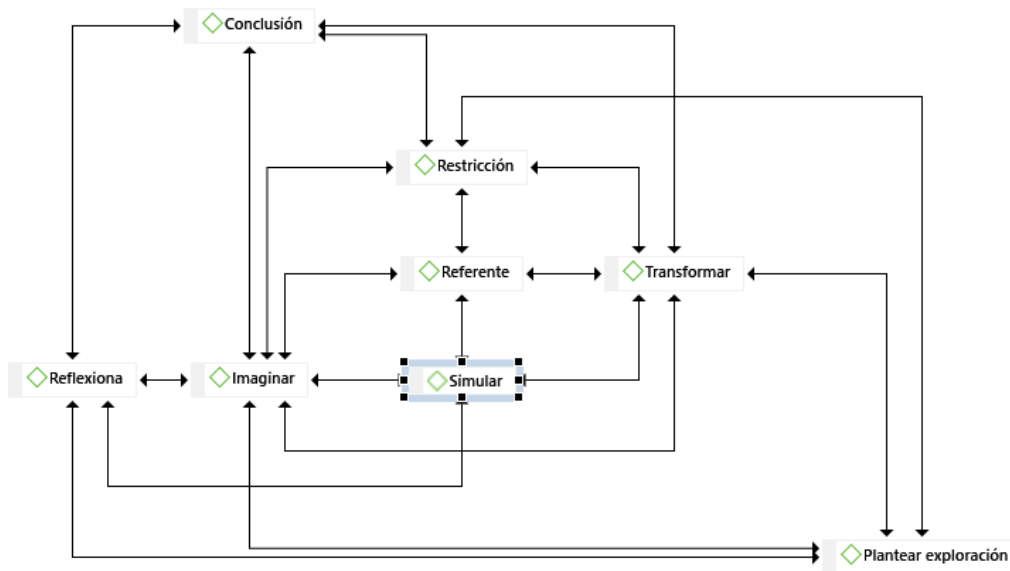 Conclusión
Restricción
Referente
Transformar
Reflexiona
Imaginar
Simular
Plantear exploración